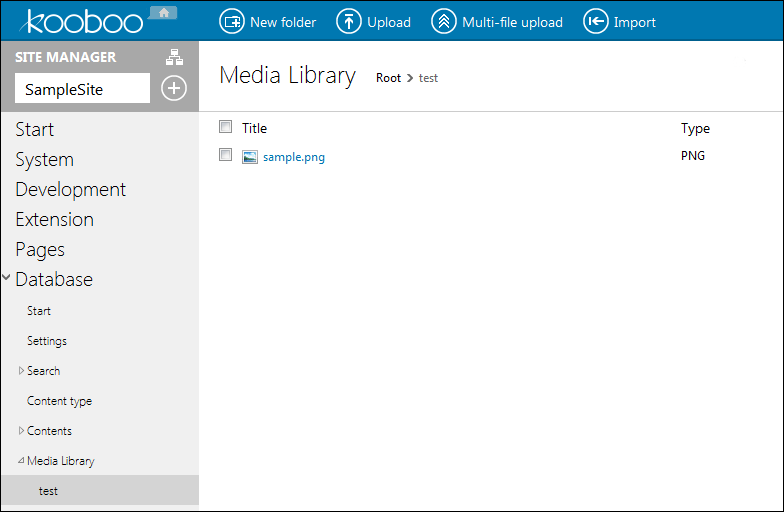 kooboo New folder Upload Multi-file upload Import
SITE MANAGER
SampleSite
Start
System
Development
Extension
Pages
Database
Start
Settings
Search
Content type
Contents
Media Library
test
Media Library Root > test
Title Type
sample.png PNG